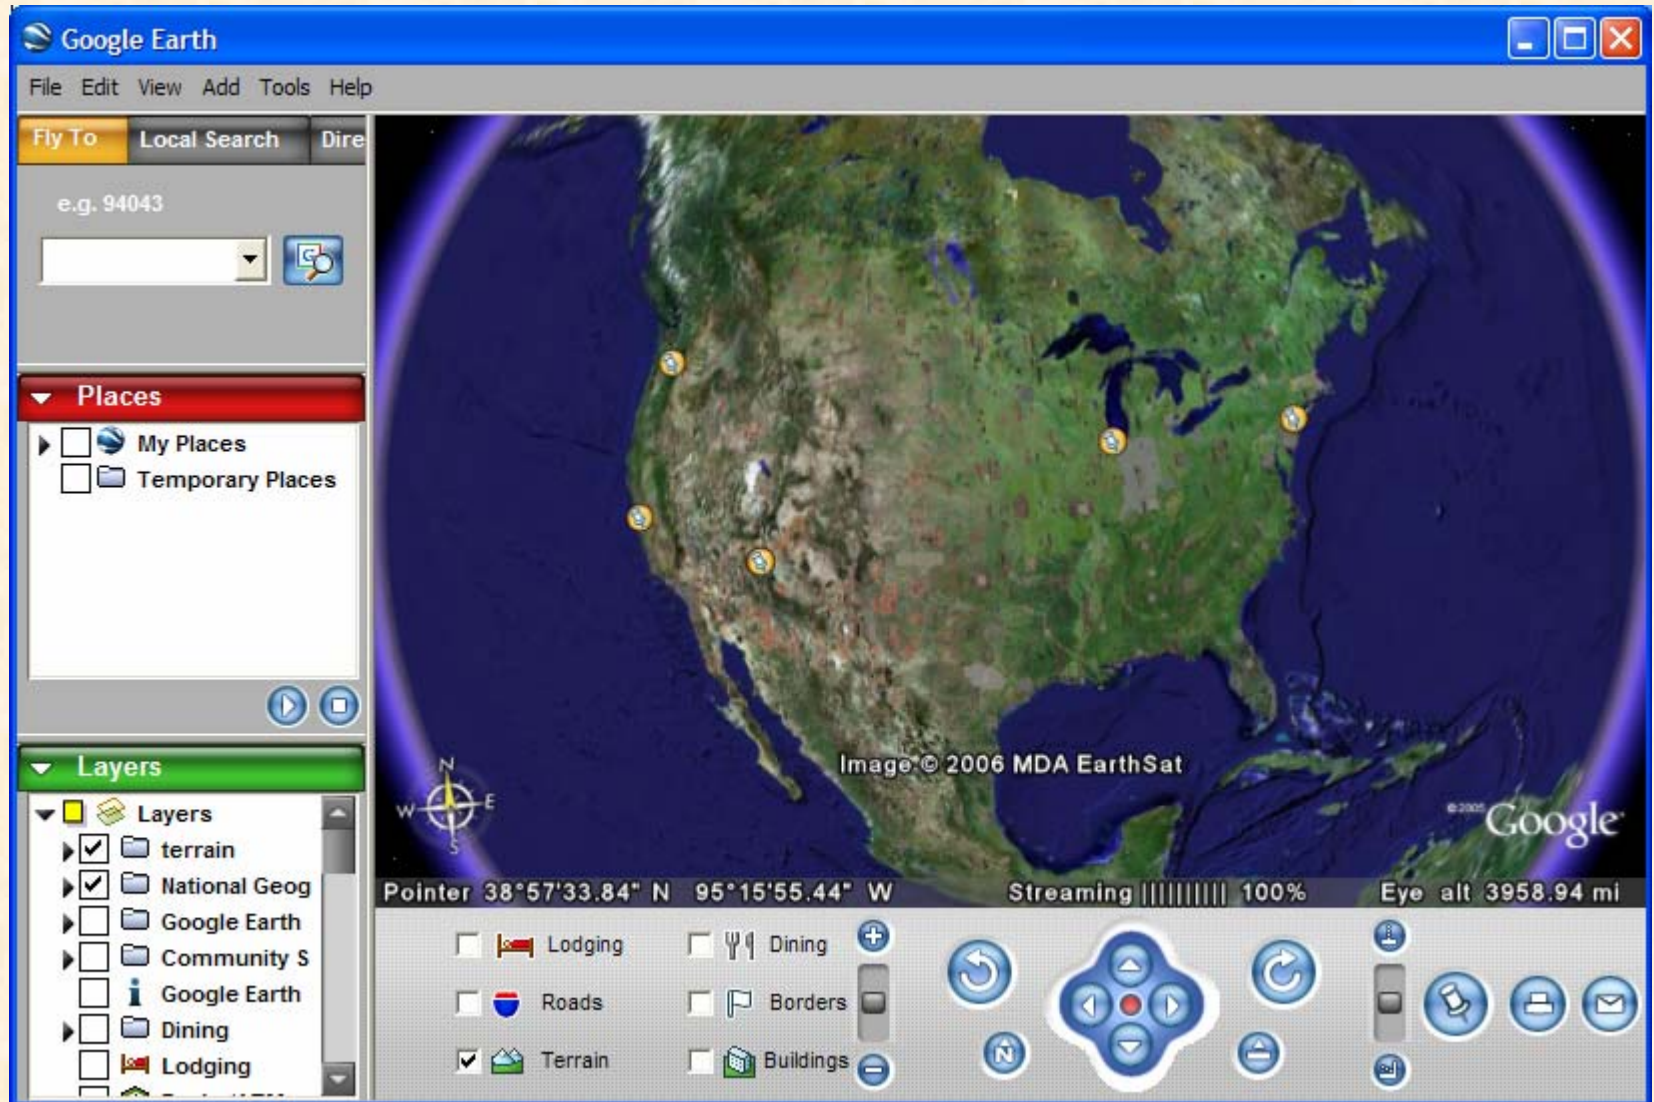 Google Earth
File Edit View Add Tools Help
Fly To Local Search Dire
e.g. 94043
Places
My Places
Temporary Places
Layers
Layers
terrain
National Geog
Google Earth
Community S
Google Earth
Dining
Lodging
N
W E
S
Image © 2006 MDA EarthSat
©2005 Google
Pointer 38°57'33.84" N 95°15'55.44" W Streaming |||||||||| 100% Eye alt 3958.94 mi
Lodging Dining
Roads Borders
Terrain Buildings
N